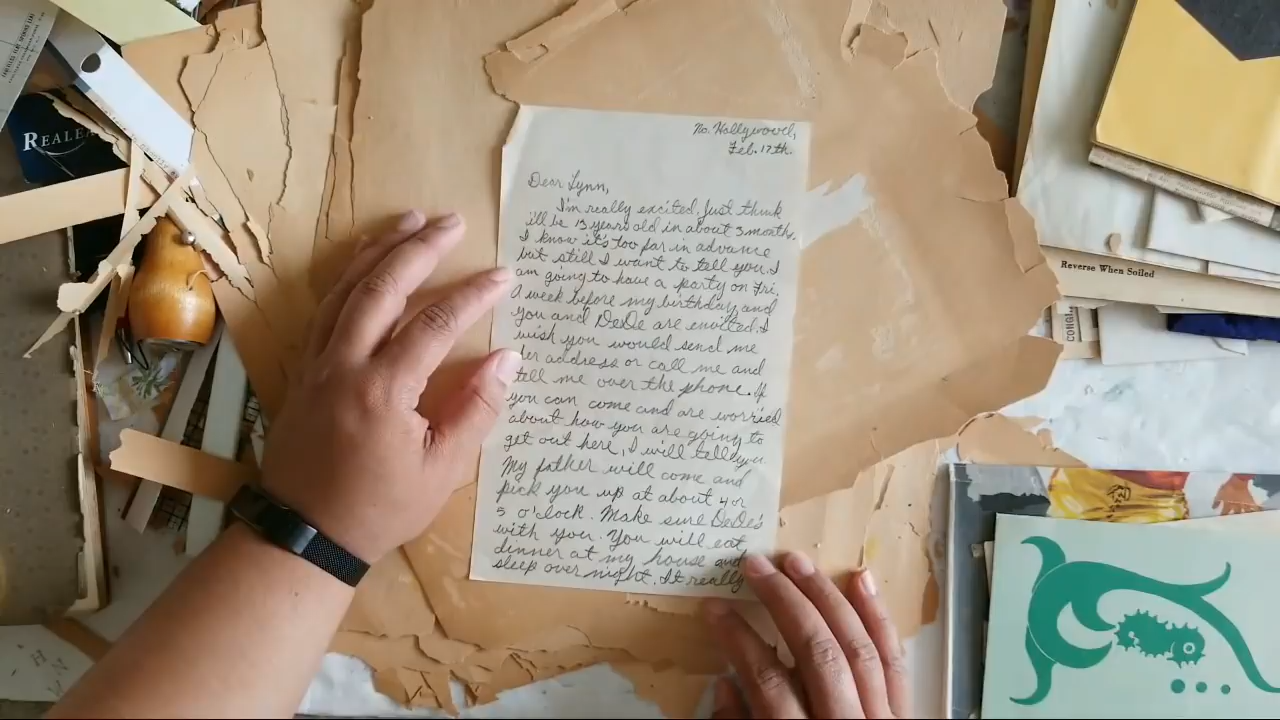 No. Hollywood,
Feb. 17th.
Dear Lynn,
I'm really excited. Just think
i'll be 13 years old in about 3 months.
I know it's too far in advance
but still I want to tell you. I
am going to have a party on Fri,
A week before my birthday and
you and DeDe are envited. I
wish you would send me
her address or call me and
tell me over the phone. If
you can come and are worried
about how you are going to
get out here, I will tell you
My father will come and
pick you up at about 4 or
5 o'clock. Make sure DeDe's
with you. You will eat
dinner at my house and
sleep over night. It really
REALE
Reverse When Soiled
CONG